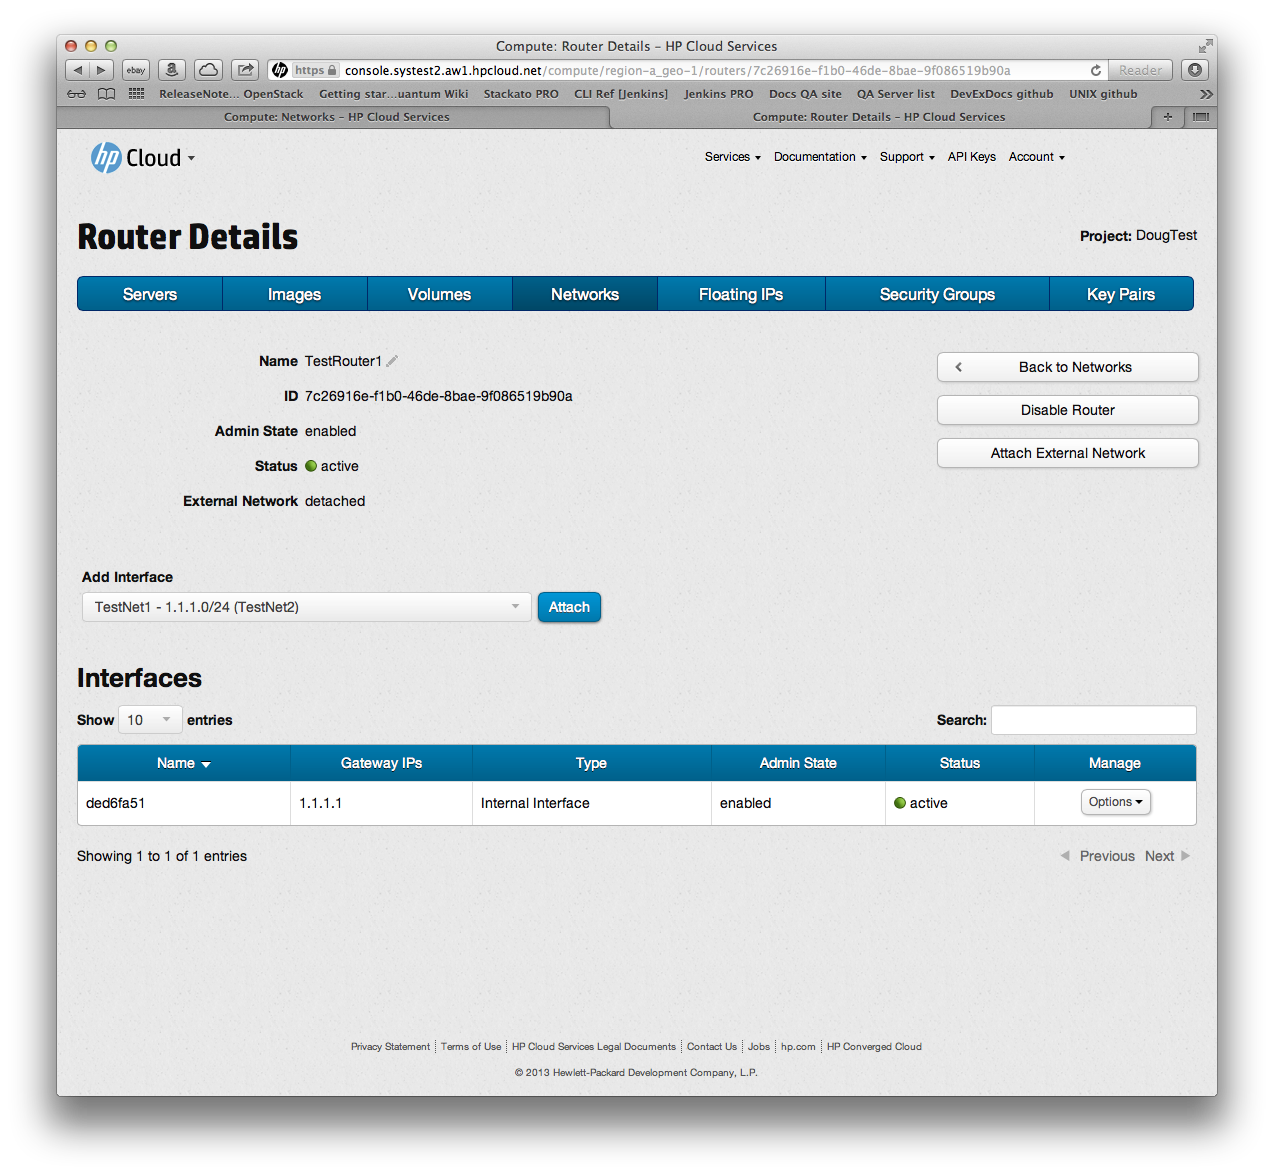 Compute: Router Details – HP Cloud Services
ebay
hp https console.systest2.aw1.hpcloud.net/compute/region-a_geo-1/routers/7c26916e-f1b0-46de-8bae-9f086519b90a Reader
ReleaseNote... OpenStack Getting star...uantum Wiki Stackato PRO CLI Ref [Jenkins] Jenkins PRO Docs QA site QA Server list DevExDocs github UNIX github
Compute: Networks – HP Cloud Services Compute: Router Details – HP Cloud Services
hp Cloud Services Documentation Support API Keys Account
Router Details Project: DougTest
Servers Images Volumes Networks Floating IPs Security Groups Key Pairs
Name TestRouter1 Back to Networks
ID 7c26916e-f1b0-46de-8bae-9f086519b90a
Disable Router
Admin State enabled
Attach External Network
Status active
External Network detached
Add Interface
TestNet1 - 1.1.1.0/24 (TestNet2) Attach
Interfaces
Show 10 entries Search:
Name Gateway IPs Type Admin State Status Manage
ded6fa51 1.1.1.1 Internal Interface enabled active Options
Showing 1 to 1 of 1 entries Previous Next
Privacy Statement Terms of Use HP Cloud Services Legal Documents Contact Us Jobs hp.com HP Converged Cloud
© 2013 Hewlett-Packard Development Company, L.P.